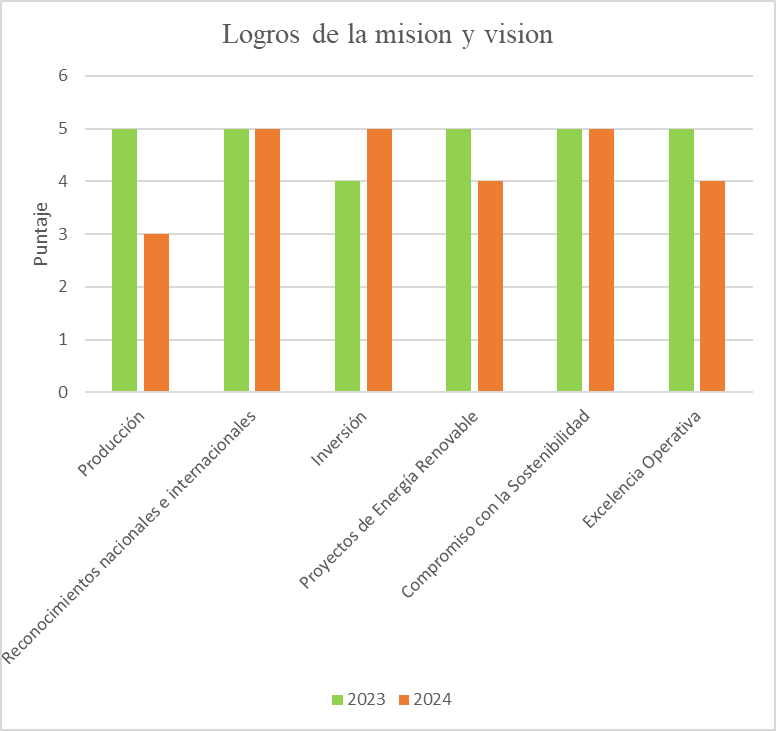 Logros de la mision y vision
6
5
4
3
2
1
0
Puntaje
Producción
Reconocimientos nacionales e internacionales
Inversión
Proyectos de Energía Renovable
Compromiso con la Sostenibilidad
Excelencia Operativa
2023 2024